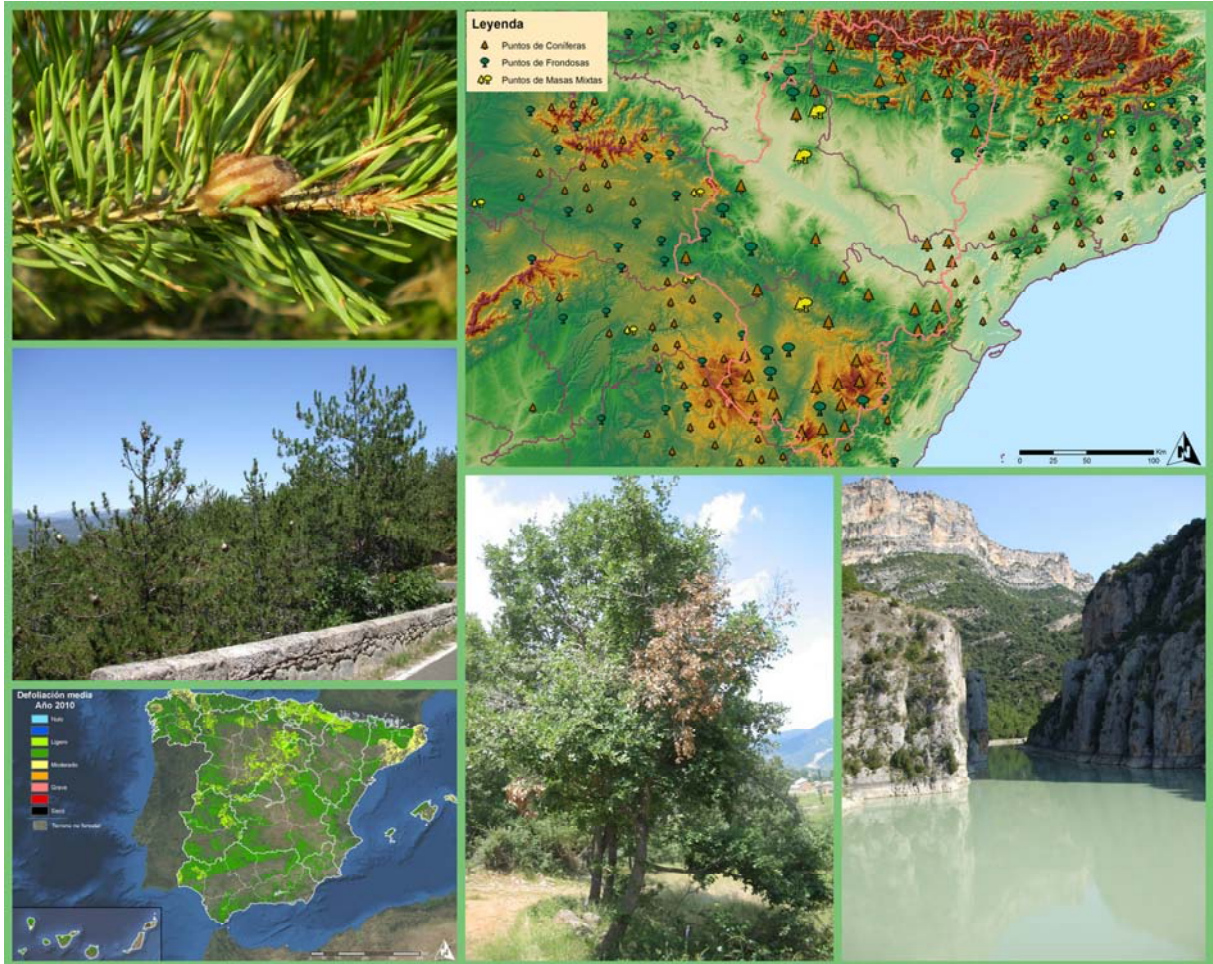 Leyenda
Puntos de Coníferas
Puntos de Frondosas
Puntos de Masas Mixtas
N
Km
0 25 50 100
Defoliación media
Año 2010
Nulo
Ligero
Moderado
Grave
Seco
Terreno no forestal